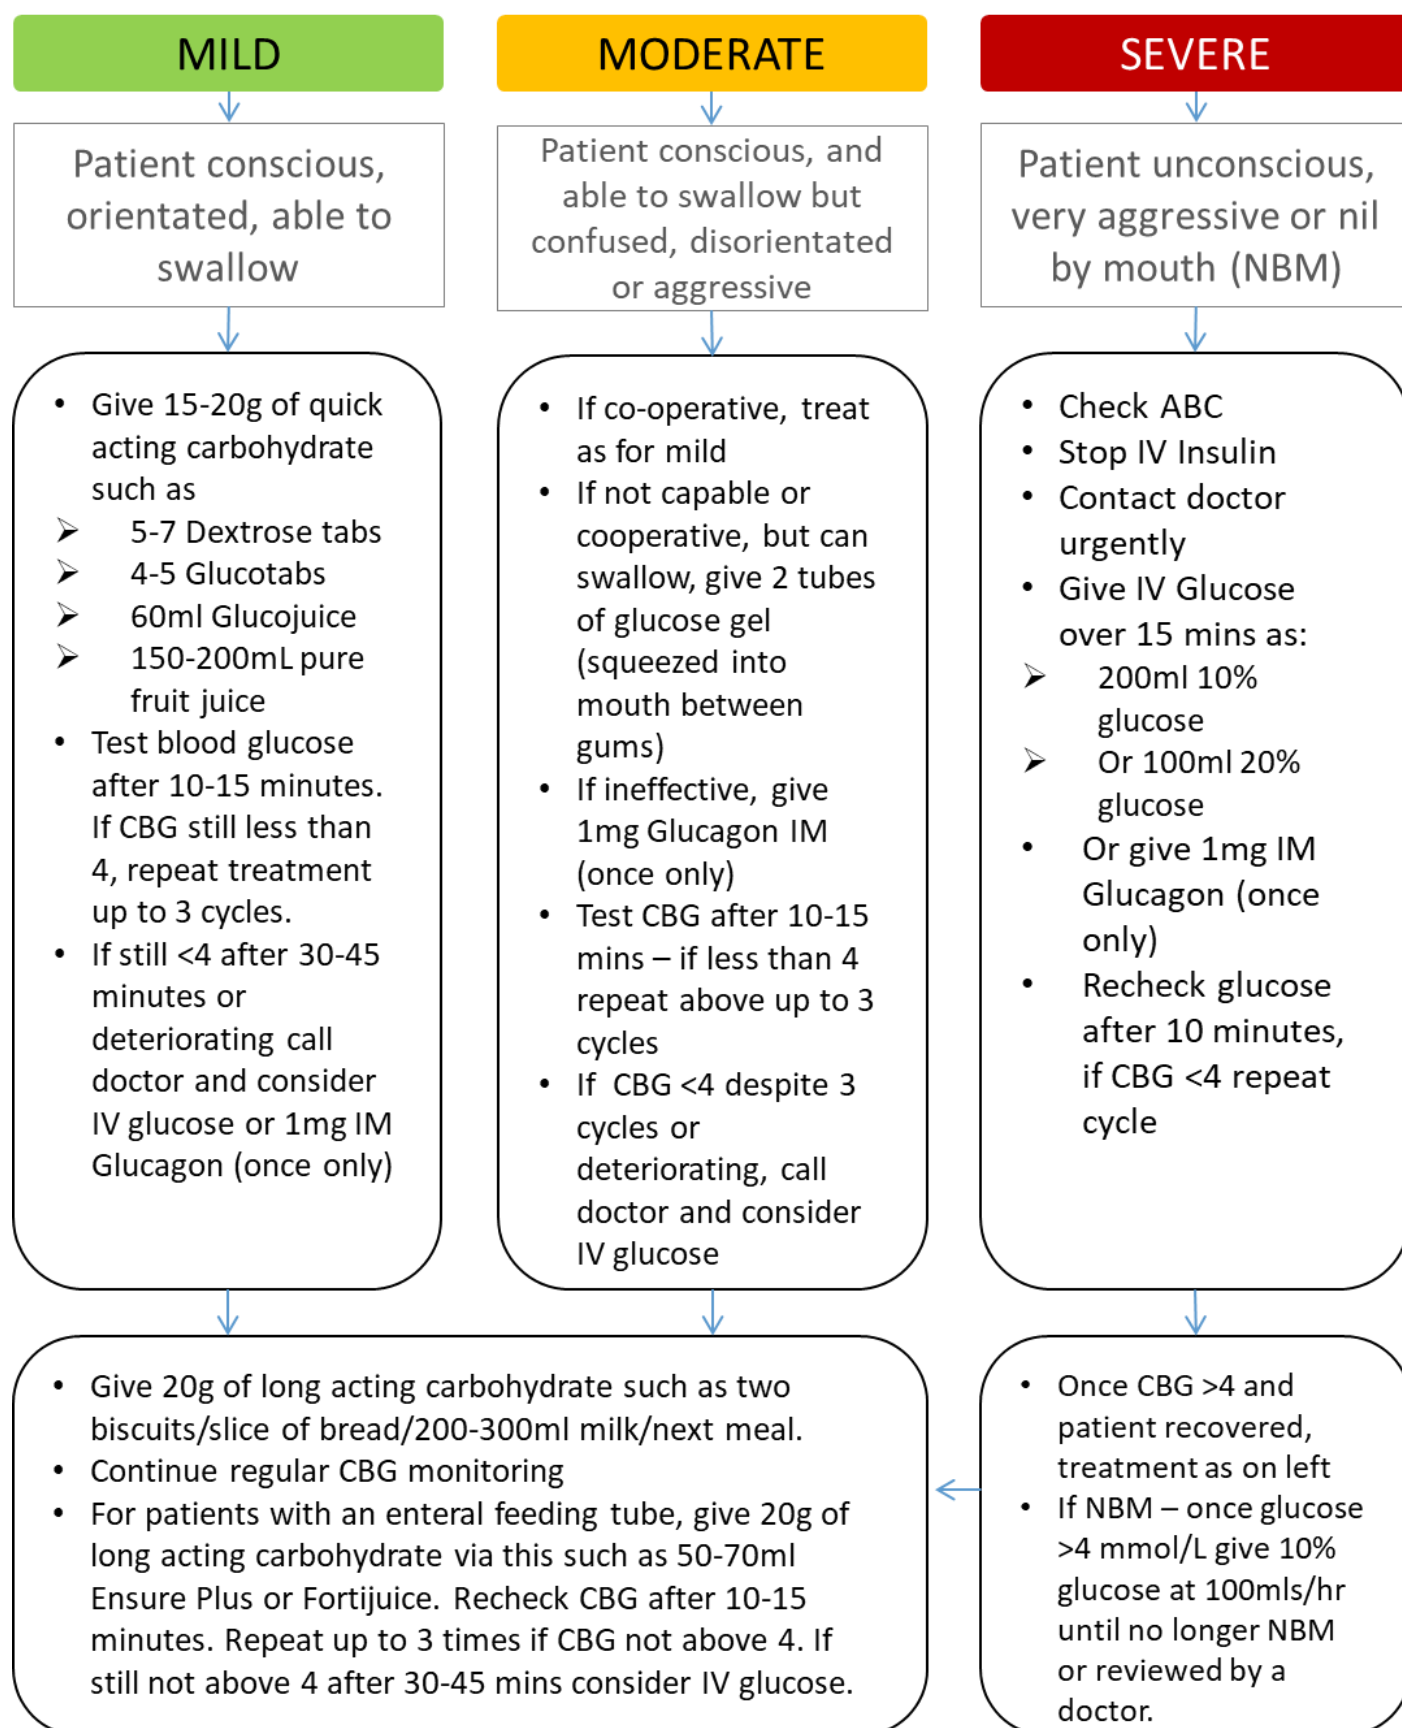 MILD
Patient conscious,
orientated, able to
swallow
• Give 15-20g of quick
acting carbohydrate
such as
➢ 5-7 Dextrose tabs
➢ 4-5 Glucotabs
➢ 60ml Glucojuice
➢ 150-200mL pure
fruit juice
• Test blood glucose
after 10-15 minutes.
If CBG still less than
4, repeat treatment
up to 3 cycles.
• If still <4 after 30-45
minutes or
deteriorating call
doctor and consider
IV glucose or 1mg IM
Glucagon (once only)
MODERATE
Patient conscious, and
able to swallow but
confused, disorientated
or aggressive
• If co-operative, treat
as for mild
• If not capable or
cooperative, but can
swallow, give 2 tubes
of glucose gel
(squeezed into
mouth between
gums)
• If ineffective, give
1mg Glucagon IM
(once only)
• Test CBG after 10-15
mins – if less than 4
repeat above up to 3
cycles
• If CBG <4 despite 3
cycles or
deteriorating, call
doctor and consider
IV glucose
SEVERE
Patient unconscious,
very aggressive or nil
by mouth (NBM)
• Check ABC
• Stop IV Insulin
• Contact doctor
urgently
• Give IV Glucose
over 15 mins as:
➢ 200ml 10%
glucose
➢ Or 100ml 20%
glucose
• Or give 1mg IM
Glucagon (once
only)
• Recheck glucose
after 10 minutes,
if CBG <4 repeat
cycle
• Give 20g of long acting carbohydrate such as two
biscuits/slice of bread/200-300ml milk/next meal.
• Continue regular CBG monitoring
• For patients with an enteral feeding tube, give 20g of
long acting carbohydrate via this such as 50-70ml
Ensure Plus or Fortijuice. Recheck CBG after 10-15
minutes. Repeat up to 3 times if CBG not above 4. If
still not above 4 after 30-45 mins consider IV glucose.
• Once CBG >4 and
patient recovered,
treatment as on left
• If NBM – once glucose
>4 mmol/L give 10%
glucose at 100mls/hr
until no longer NBM
or reviewed by a
doctor.